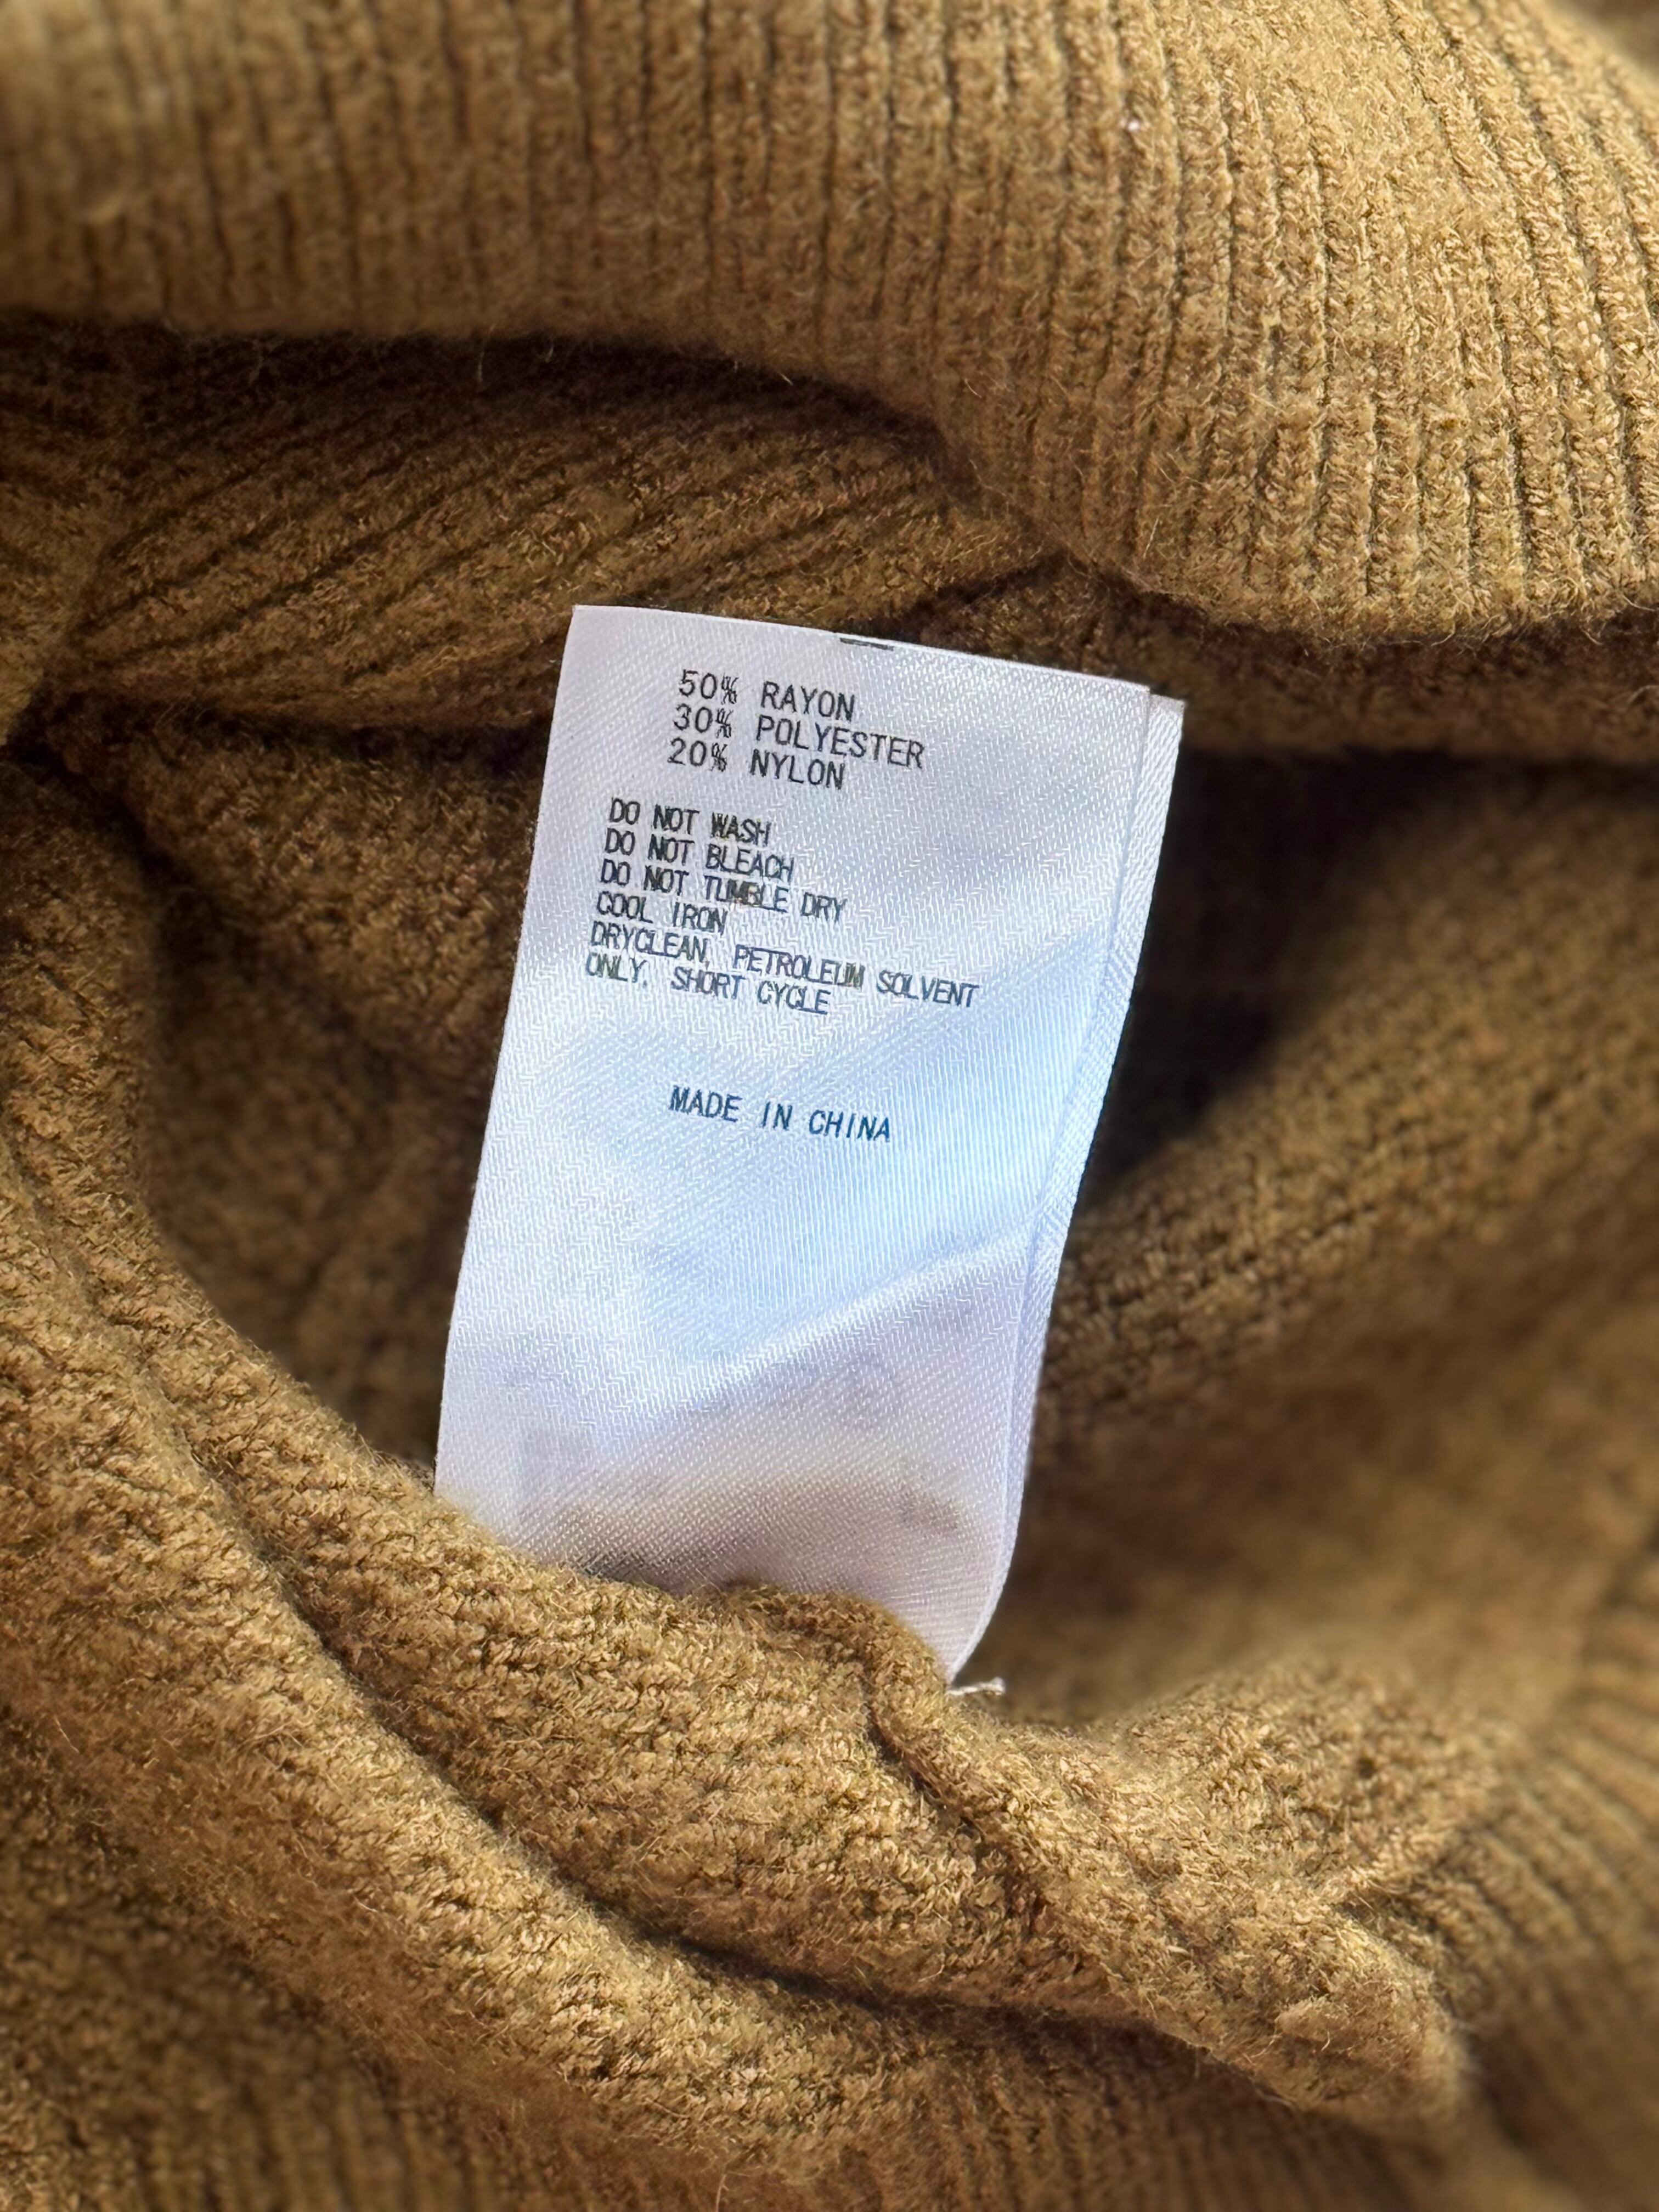 50% RAYON
30% POLYESTER
20% NYLON
DO NOT WASH
DO NOT BLEACH
DO NOT TUMBLE DRY
COOL IRON
DRYCLEAN, PETROLEUM SOLVENT
ONLY, SHORT CYCLE
MADE IN CHINA